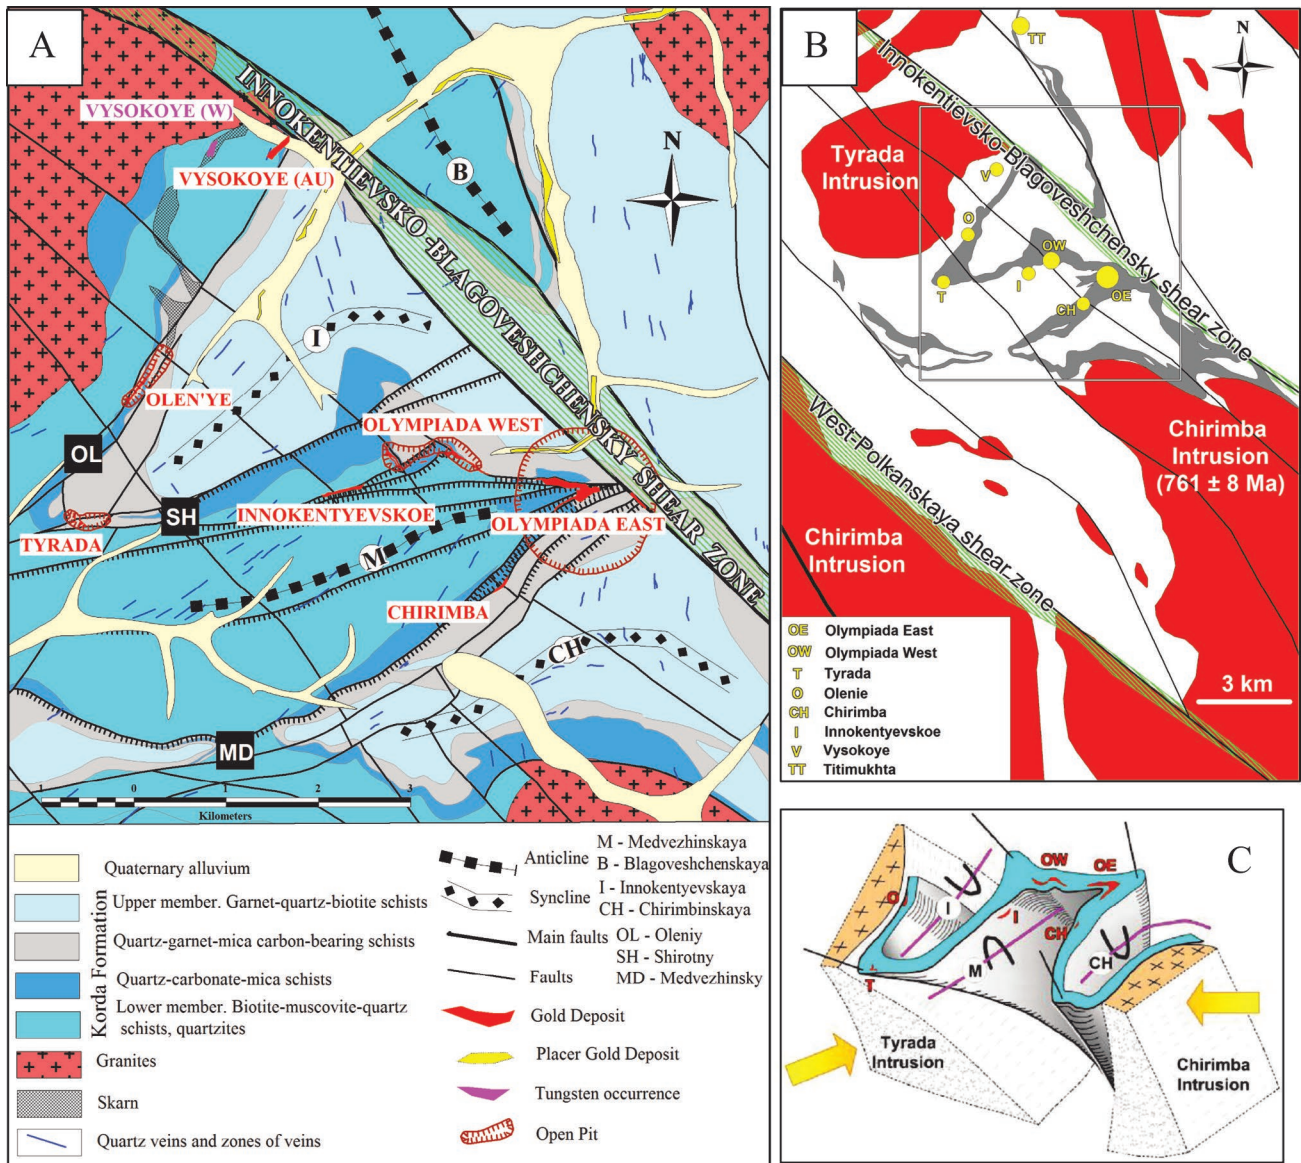 A
VYSOKOYE (W)
VYSOKOYE (AU)
INNOKENTIEVSKO -BLAGOVESHCHENSKY SHEAR ZONE
B
N
I
OLEN'YE
OL
OLYMPIADA WEST
SH
INNOKENTYEVSKOE
OLYMPIADA EAST
TYRADA
M
CHIRIMBA
CH
MD
1 0 1 2 3
Kilometers
Korda Formation
Quaternary alluvium
Upper member. Garnet-quartz-biotite schists
Quartz-garnet-mica carbon-bearing schists
Quartz-carbonate-mica schists
Lower member. Biotite-muscovite-quartz
schists, quartzites
Granites
Skarn
Quartz veins and zones of veins
Anticline
M - Medvezhinskaya
B - Blagoveshchenskaya
Syncline
I - Innokentyevskaya
CH - Chirimbinskaya
Main faults
OL - Oleniy
SH - Shirotny
MD - Medvezhinsky
Faults
Gold Deposit
Placer Gold Deposit
Tungsten occurrence
Open Pit
B
TT
N
Innokentievsko-Blagoveshchensky shear zone
Tyrada
Intrusion
V
O
OW
T
I
OE
CH
West-Polkanskaya shear zone
Chirimba
Intrusion
(761 ± 8 Ma)
Chirimba
Intrusion
OE Olympiada East
OW Olympiada West
T Tyrada
O Olenie
CH Chirimba
I Innokentyevskoe
V Vysokoye
TT Titimukhta
3 km
C
OW
OE
O
I
I
CH
M
CH
T
Tyrada
Intrusion
Chirimba
Intrusion